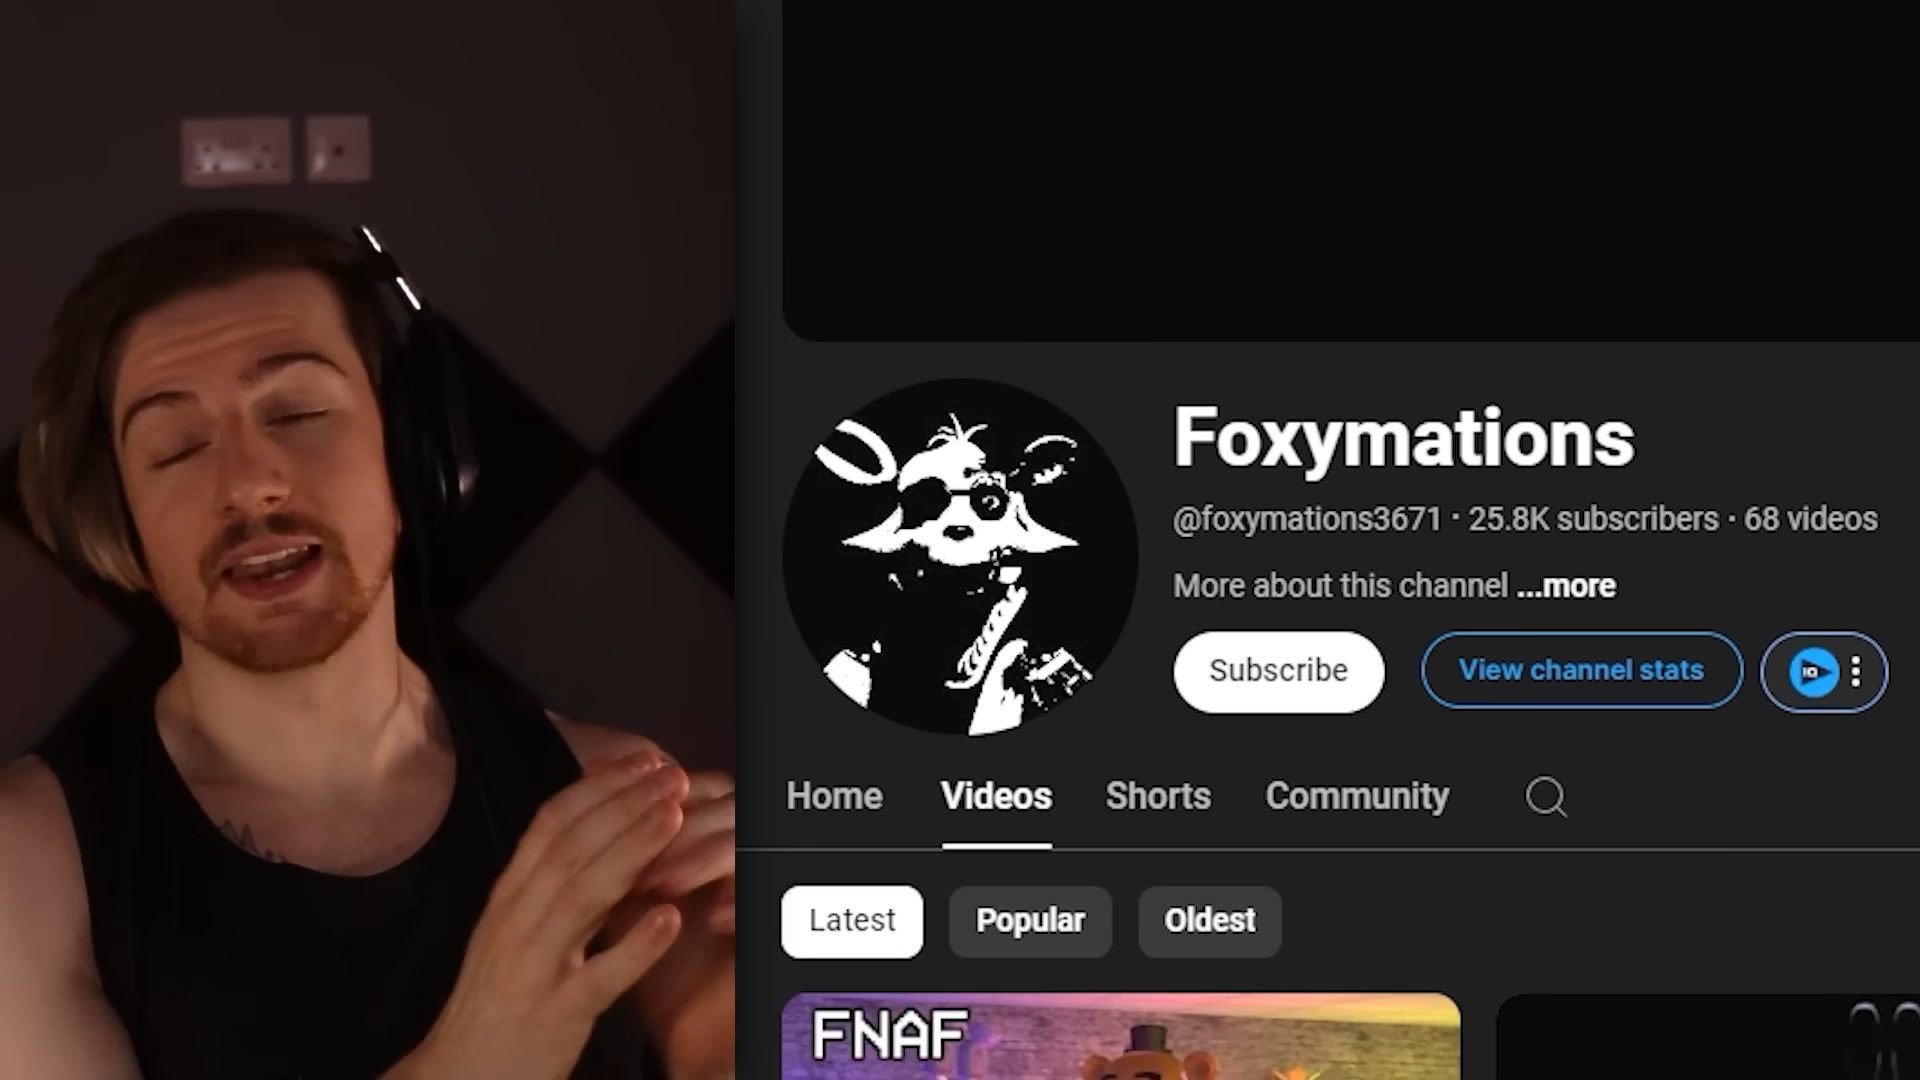 Foxymations
@foxymations3671 · 25.8K subscribers · 68 videos
More about this channel ...more
Subscribe
View channel stats
IQ
Home
Videos
Shorts
Community
Latest
Popular
Oldest
FNAF